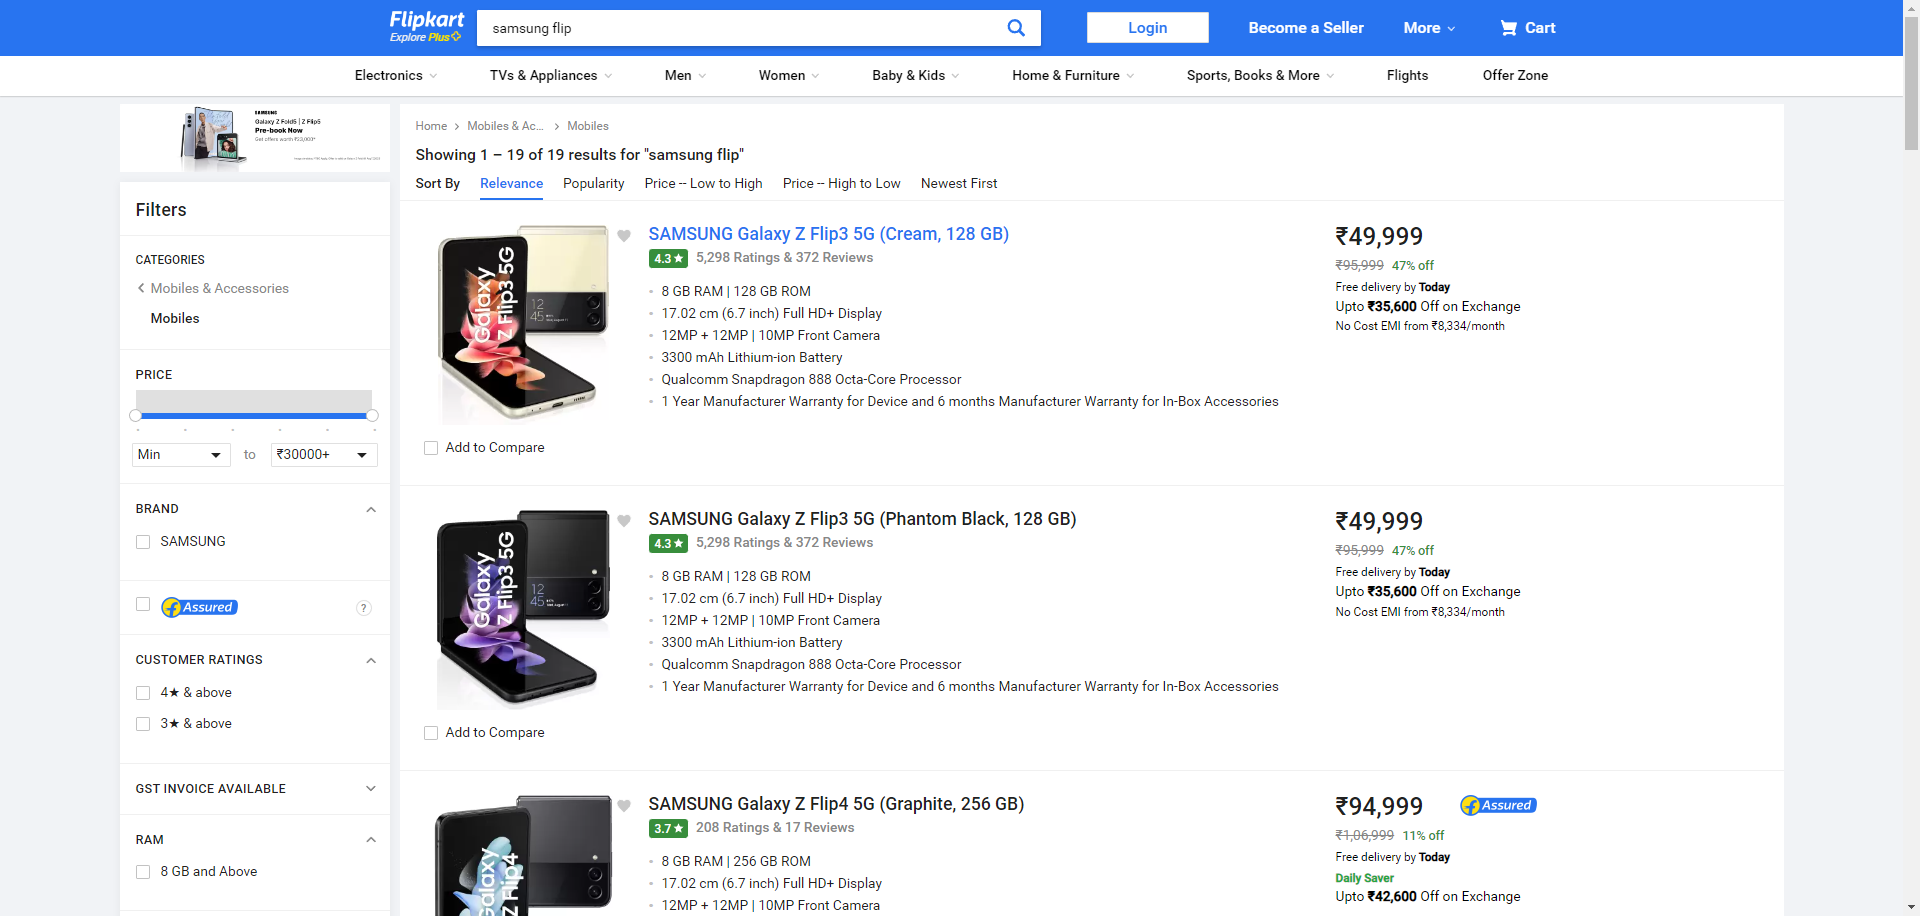 Flipkart
Explore Plus
samsung flip
Login
Become a Seller
More
Cart
Electronics
TVs & Appliances
Men
Women
Baby & Kids
Home & Furniture
Sports, Books & More
Flights
Offer Zone
SAMSUNG
Galaxy Z Fold5 | Z Flip5
Pre-book Now
Get offers worth ₹23,000*
Filters
CATEGORIES
Mobiles & Accessories
Mobiles
PRICE
Min
to
₹30000+
BRAND
SAMSUNG
Assured
?
CUSTOMER RATINGS
4★ & above
3★ & above
GST INVOICE AVAILABLE
RAM
8 GB and Above
Home
Mobiles & Ac...
Mobiles
Showing 1 – 19 of 19 results for "samsung flip"
Sort By
Relevance
Popularity
Price -- Low to High
Price -- High to Low
Newest First
Galaxy
Z Flip3 5G
SAMSUNG Galaxy Z Flip3 5G (Cream, 128 GB)
4.3★ 5,298 Ratings & 372 Reviews
8 GB RAM | 128 GB ROM
17.02 cm (6.7 inch) Full HD+ Display
12MP + 12MP | 10MP Front Camera
3300 mAh Lithium-ion Battery
Qualcomm Snapdragon 888 Octa-Core Processor
1 Year Manufacturer Warranty for Device and 6 months Manufacturer Warranty for In-Box Accessories
Add to Compare
₹49,999
₹95,999 47% off
Free delivery by Today
Upto ₹35,600 Off on Exchange
No Cost EMI from ₹8,334/month
Galaxy
Z Flip3 5G
SAMSUNG Galaxy Z Flip3 5G (Phantom Black, 128 GB)
4.3★ 5,298 Ratings & 372 Reviews
8 GB RAM | 128 GB ROM
17.02 cm (6.7 inch) Full HD+ Display
12MP + 12MP | 10MP Front Camera
3300 mAh Lithium-ion Battery
Qualcomm Snapdragon 888 Octa-Core Processor
1 Year Manufacturer Warranty for Device and 6 months Manufacturer Warranty for In-Box Accessories
Add to Compare
₹49,999
₹95,999 47% off
Free delivery by Today
Upto ₹35,600 Off on Exchange
No Cost EMI from ₹8,334/month
Galaxy
Z Flip4
SAMSUNG Galaxy Z Flip4 5G (Graphite, 256 GB)
3.7★ 208 Ratings & 17 Reviews
8 GB RAM | 256 GB ROM
17.02 cm (6.7 inch) Full HD+ Display
12MP + 12MP | 10MP Front Camera
₹94,999
Assured
₹1,06,999 11% off
Free delivery by Today
Daily Saver
Upto ₹42,600 Off on Exchange